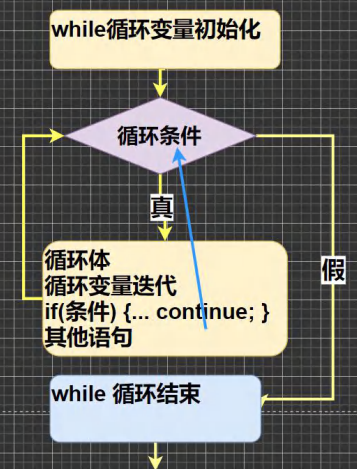 while循环变量初始化
循环条件
真
假
循环体
循环变量迭代
if(条件) {... continue; }
其他语句
while 循环结束